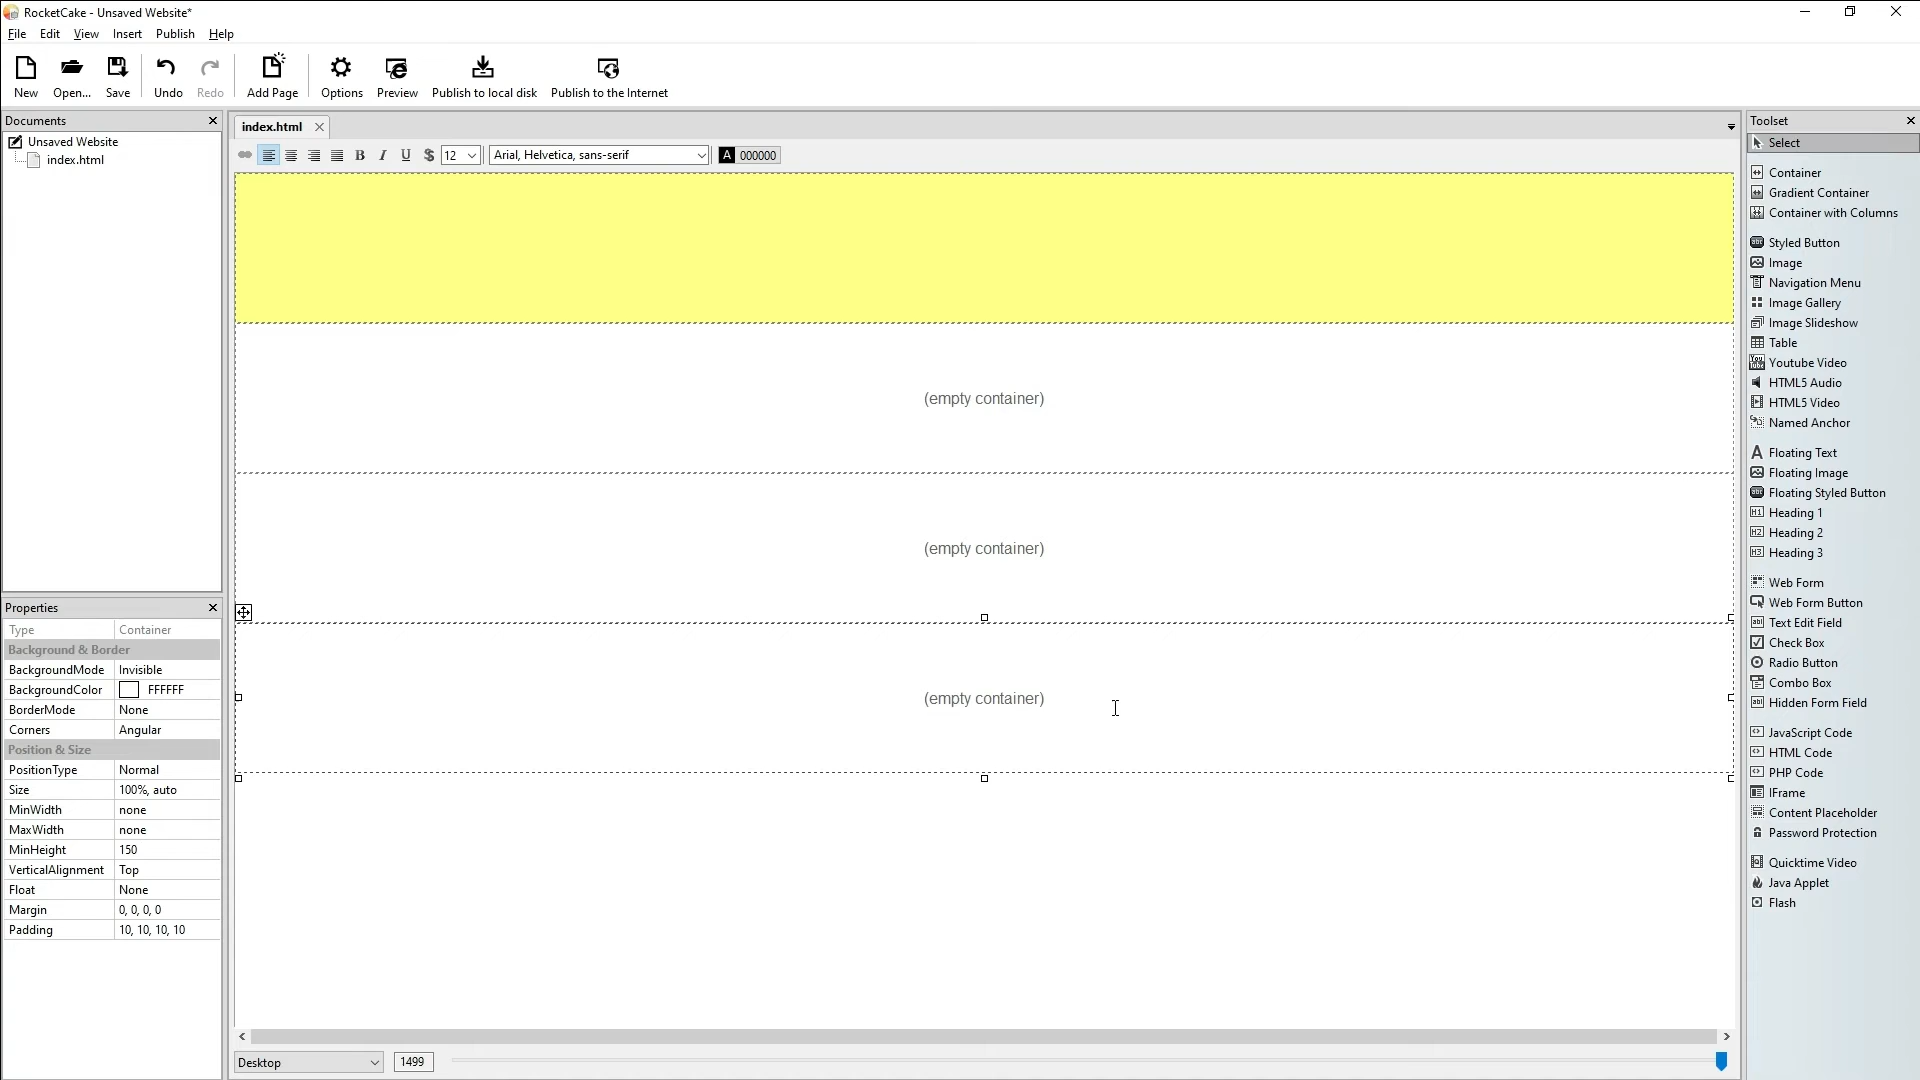 RocketCake - Unsaved Website*
File Edit View Insert Publish Help
New Open... Save Undo Redo Add Page Options Preview Publish to local disk Publish to the Internet
Documents
Unsaved Website
index.html
Properties
Type Container
Background & Border
BackgroundMode Invisible
BackgroundColor FFFFFF
BorderMode None
Corners Angular
Position & Size
PositionType Normal
Size 100%, auto
MinWidth none
MaxWidth none
MinHeight 150
VerticalAlignment Top
Float None
Margin 0, 0, 0, 0
Padding 10, 10, 10, 10
index.html
B I U $ 12 Arial, Helvetica, sans-serif A 000000
(empty container)
(empty container)
(empty container)
Desktop 1499
Toolset
Select
Container
Gradient Container
Container with Columns
Styled Button
Image
Navigation Menu
Image Gallery
Image Slideshow
Table
Youtube Video
HTML5 Audio
HTML5 Video
Named Anchor
A Floating Text
Floating Image
Floating Styled Button
H1 Heading 1
H2 Heading 2
H3 Heading 3
Web Form
Web Form Button
Text Edit Field
Check Box
Radio Button
Combo Box
Hidden Form Field
JavaScript Code
HTML Code
PHP Code
IFrame
Content Placeholder
Password Protection
Quicktime Video
Java Applet
Flash